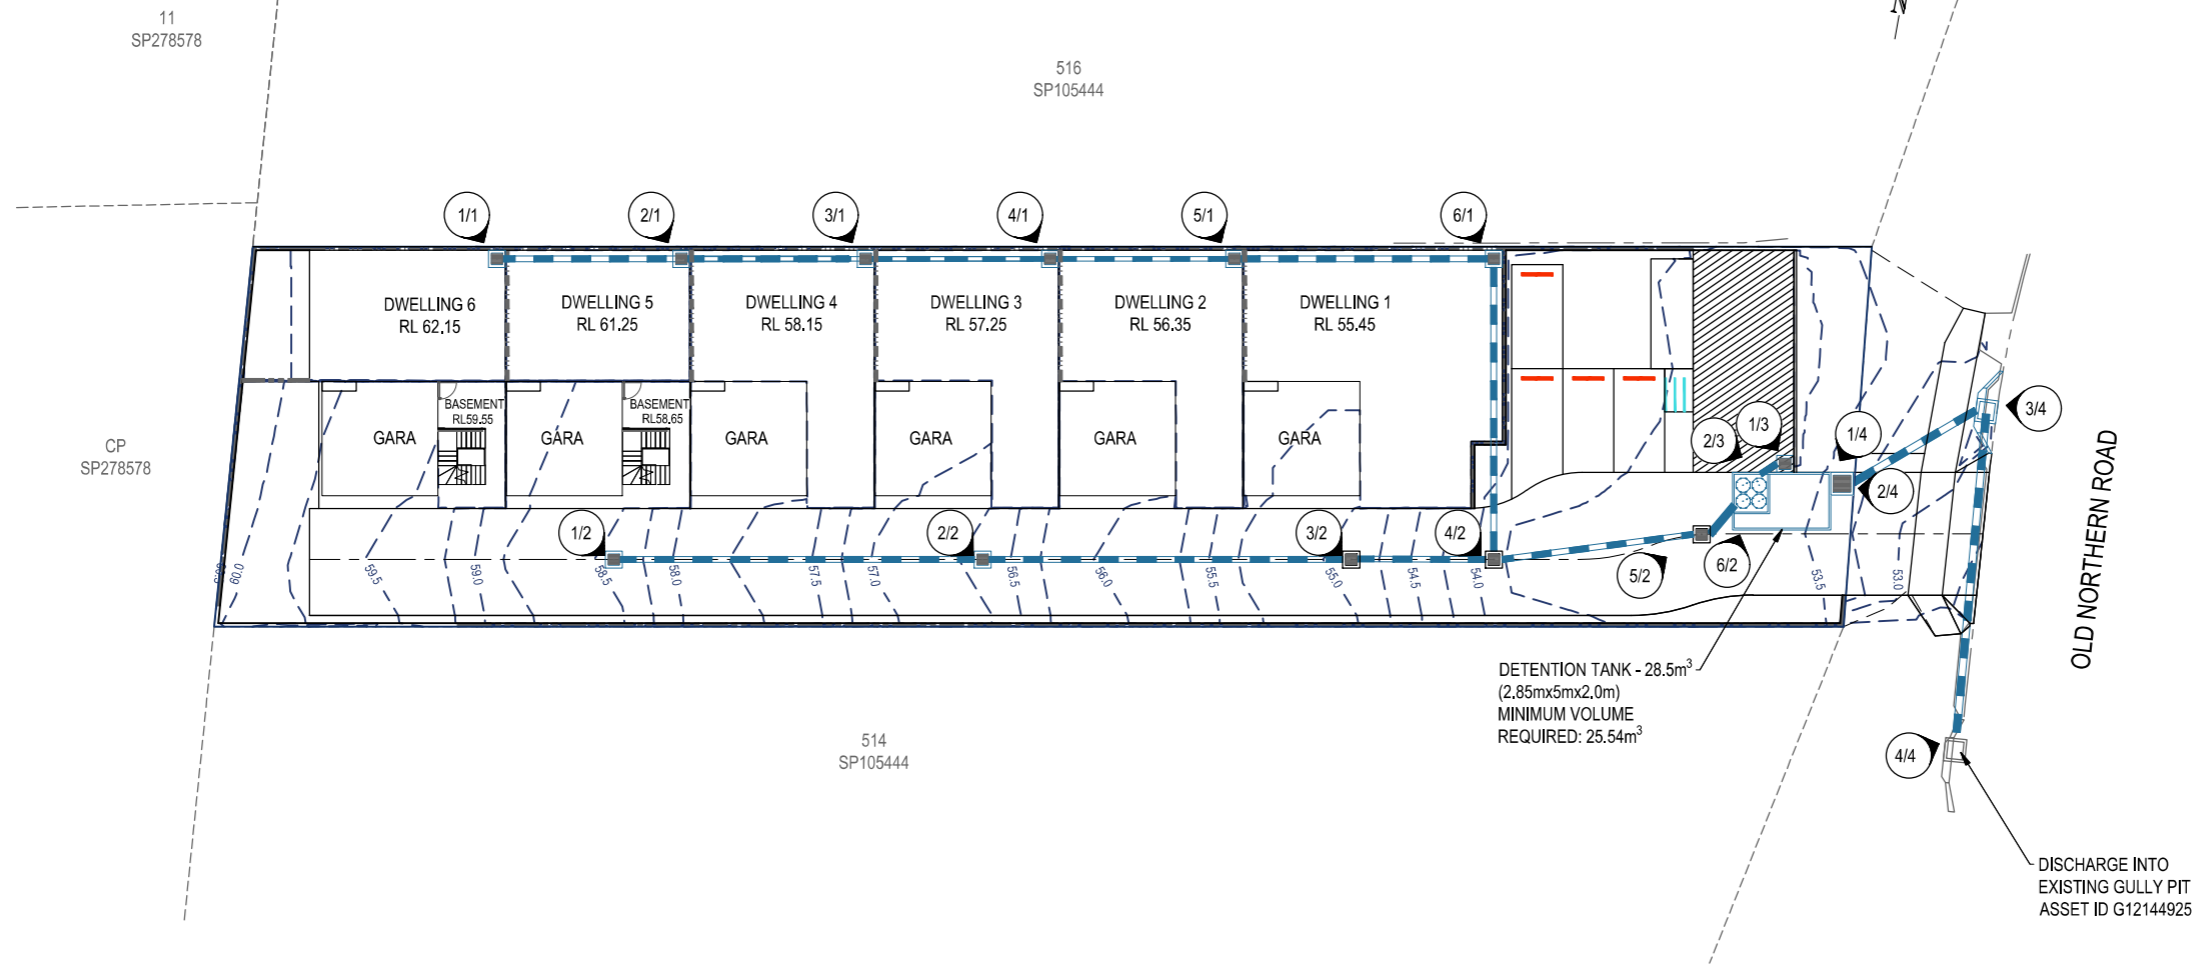 11
SP278578
N
516
SP105444
1/1
2/1
3/1
4/1
5/1
6/1
DWELLING 6
RL 62.15
DWELLING 5
RL 61.25
DWELLING 4
RL 58.15
DWELLING 3
RL 57.25
DWELLING 2
RL 56.35
DWELLING 1
RL 55.45
BASEMENT
RL59.55
BASEMENT
RL58.65
GARA
GARA
GARA
GARA
GARA
GARA
CP
SP278578
2/3
1/3
1/4
3/4
2/4
1/2
2/2
3/2
4/2
5/2
6/2
60.0
59.5
59.0
58.5
58.0
57.5
57.0
56.5
56.0
55.5
55.0
54.5
54.0
53.5
53.0
OLD NORTHERN ROAD
DETENTION TANK - 28.5m³
(2.85mx5mx2.0m)
MINIMUM VOLUME
REQUIRED: 25.54m³
514
SP105444
4/4
DISCHARGE INTO
EXISTING GULLY PIT
ASSET ID G12144925